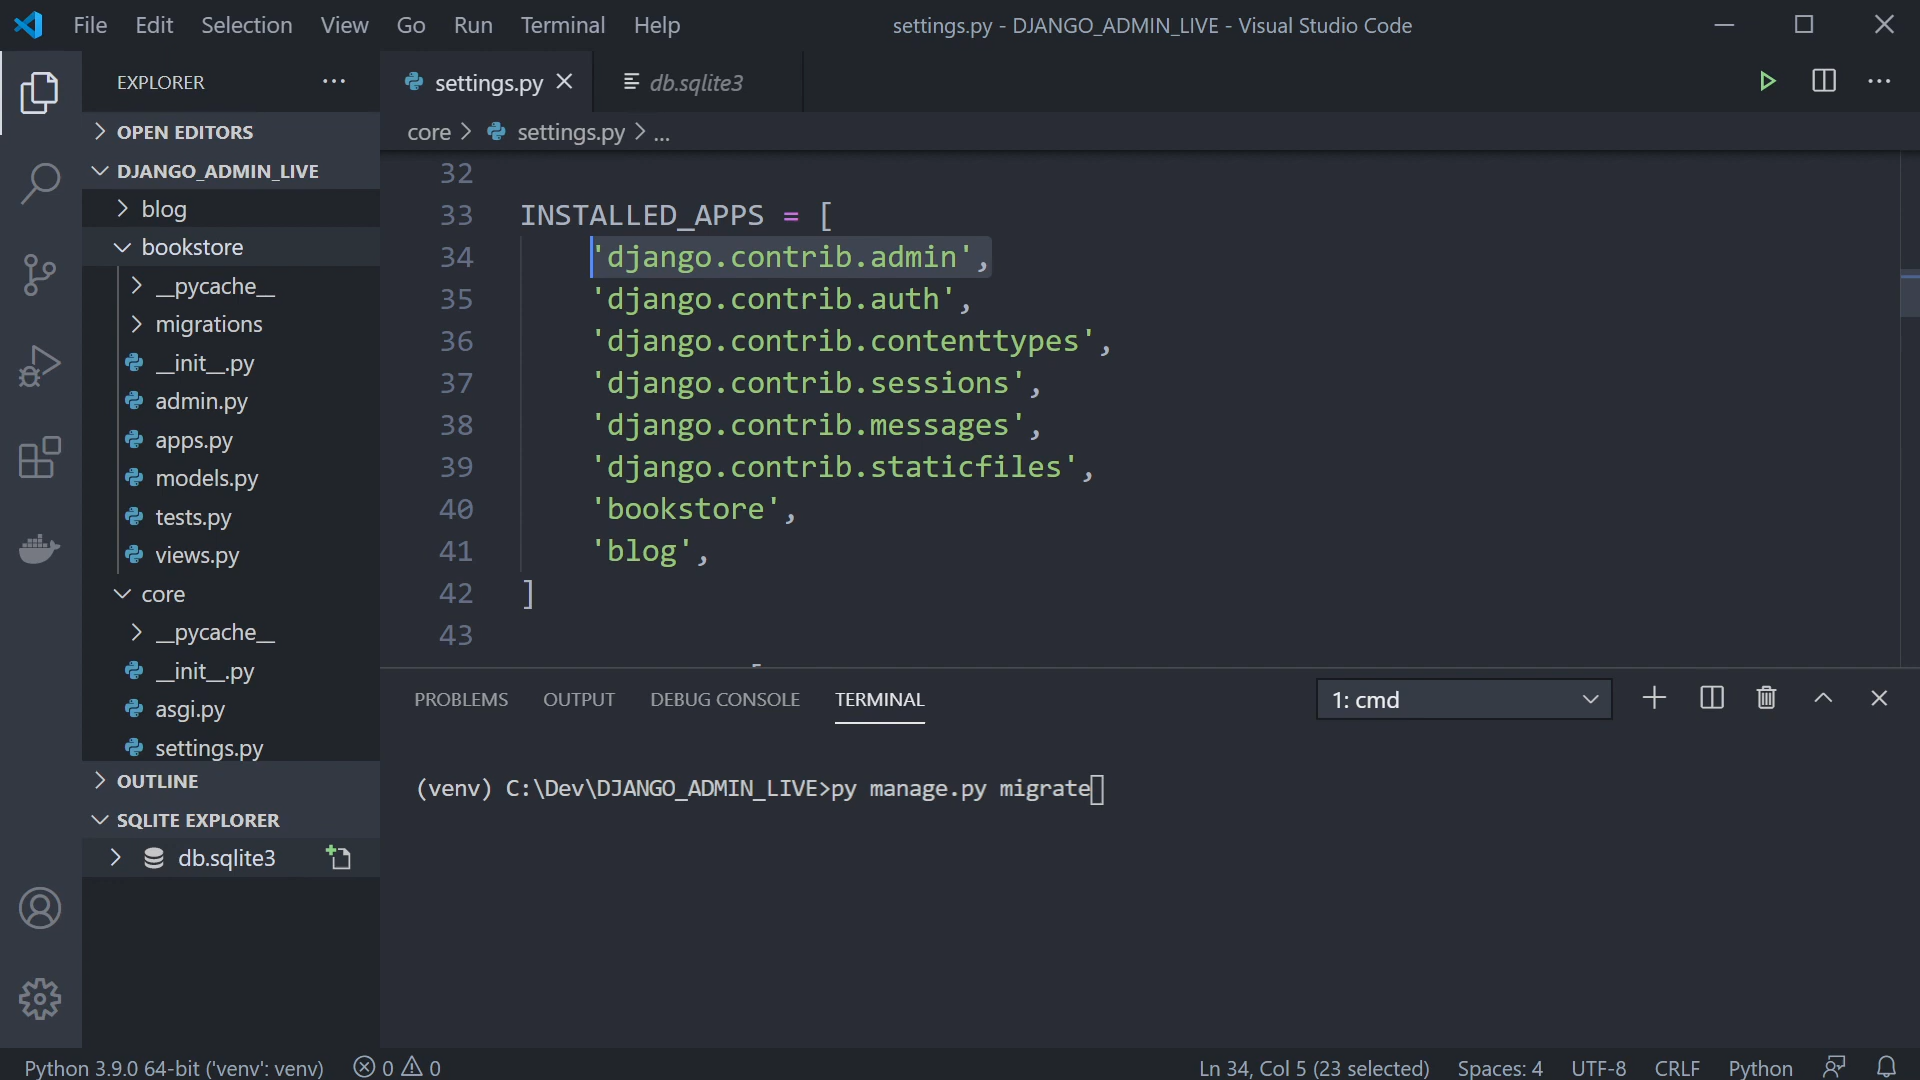 File Edit Selection View Go Run Terminal Help
settings.py - DJANGO_ADMIN_LIVE - Visual Studio Code
EXPLORER
OPEN EDITORS
DJANGO_ADMIN_LIVE
blog
bookstore
__pycache__
migrations
__init__.py
admin.py
apps.py
models.py
tests.py
views.py
core
__pycache__
__init__.py
asgi.py
settings.py
OUTLINE
SQLITE EXPLORER
db.sqlite3
settings.py
db.sqlite3
core > settings.py > ...
32
33 INSTALLED_APPS = [
34 'django.contrib.admin',
35 'django.contrib.auth',
36 'django.contrib.contenttypes',
37 'django.contrib.sessions',
38 'django.contrib.messages',
39 'django.contrib.staticfiles',
40 'bookstore',
41 'blog',
42 ]
43
PROBLEMS OUTPUT DEBUG CONSOLE TERMINAL
1: cmd
(venv) C:\Dev\DJANGO_ADMIN_LIVE>py manage.py migrate
Python 3.9.0 64-bit ('venv': venv) 0 0
Ln 34, Col 5 (23 selected) Spaces: 4 UTF-8 CRLF Python